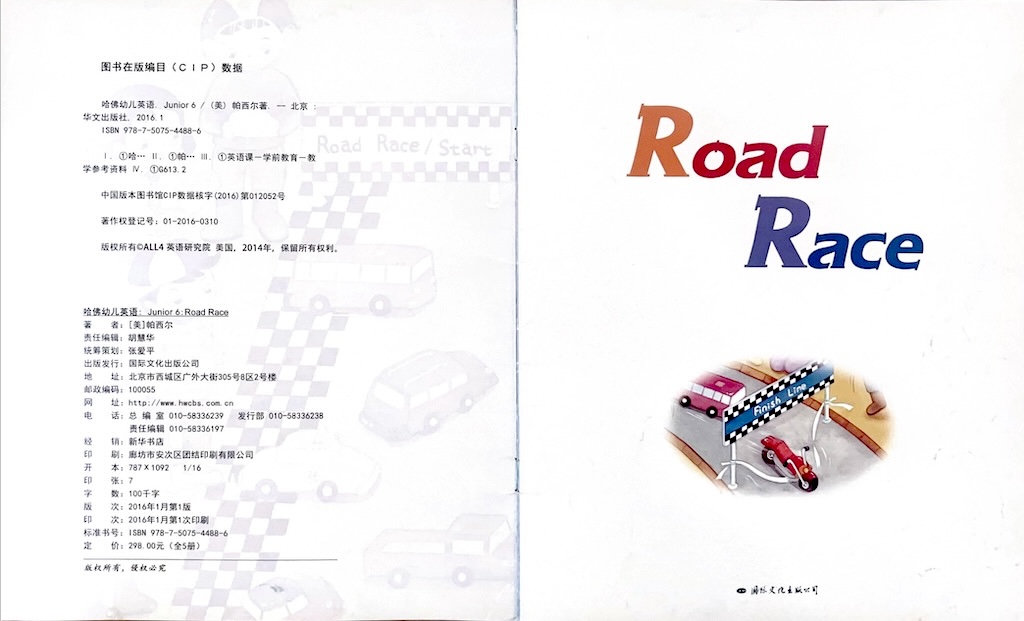 图书在版编目（CIP）数据
哈佛幼儿英语. Junior 6 / (美) 帕西尔著. -- 北京 :
华文出版社, 2016.1
ISBN 978-7-5075-4488-6
Ⅰ. ①哈… Ⅱ. ①帕… Ⅲ. ①英语课－学前教育－教
学参考资料 Ⅳ. ①G613.2
中国版本图书馆CIP数据核字(2016)第012052号
著作权登记号：01-2016-0310
版权所有©ALL4 英语研究院 美国，2014年，保留所有权利。
Road Race / Start
哈佛幼儿英语：Junior 6: Road Race
著　　者：[美]帕西尔
责任编辑：胡慧华
统筹策划：张爱平
出版发行：国际文化出版公司
地　　址：北京市西城区广外大街305号8区2号楼
邮政编码：100055
网　　址：http://www.hwcbs.com.cn
电　　话：总 编 室 010-58336239　发行部 010-58336238
责任编辑 010-58336197
经　　销：新华书店
印　　刷：廊坊市安次区团结印刷有限公司
开　　本：787×1092　1/16
印　　张：7
字　　数：100千字
版　　次：2016年1月第1版
印　　次：2016年1月第1次印刷
标准书号：ISBN 978-7-5075-4488-6
定　　价：298.00元（全5册）
版权所有，侵权必究
Road
Race
Finish Line
国际文化出版公司